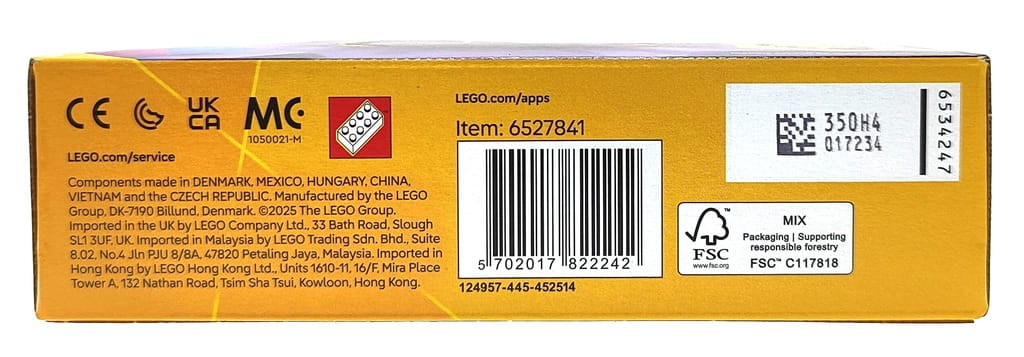 CE
UK
CA
MC
1050021-M
LEGO.com/service
Components made in DENMARK, MEXICO, HUNGARY, CHINA,
VIETNAM and the CZECH REPUBLIC. Manufactured by the LEGO
Group, DK-7190 Billund, Denmark. ©2025 The LEGO Group.
Imported in the UK by LEGO Company Ltd., 33 Bath Road, Slough
SL1 3UF, UK. Imported in Malaysia by LEGO Trading Sdn. Bhd., Suite
8.02, No.4 Jln PJU 8/8A, 47820 Petaling Jaya, Malaysia. Imported in
Hong Kong by LEGO Hong Kong Ltd., Units 1610-11, 16/F, Mira Place
Tower A, 132 Nathan Road, Tsim Sha Tsui, Kowloon, Hong Kong.
LEGO.com/apps
Item: 6527841
5 702017 822242
124957-445-452514
350H4
017234
6534247
FSC
www.fsc.org
MIX
Packaging | Supporting
responsible forestry
FSC™ C117818